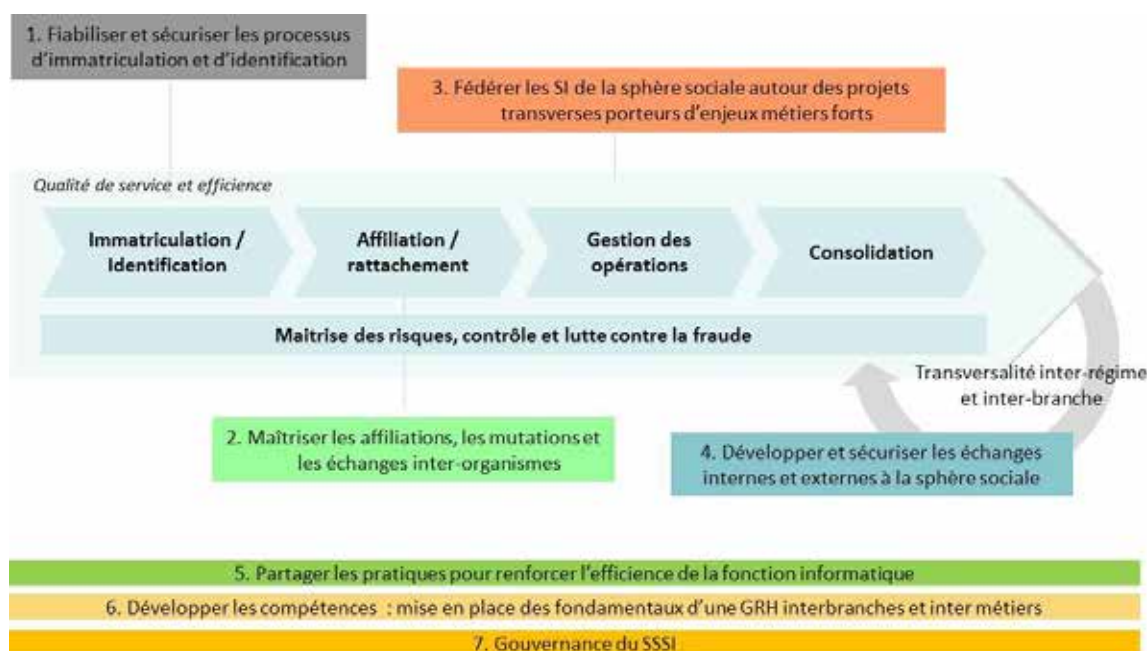 1. Fiabiliser et sécuriser les processus
d'immatriculation et d'identification
3. Fédérer les SI de la sphère sociale autour des projets
transverses porteurs d'enjeux métiers forts
Qualité de service et efficience
Immatriculation /
Identification
Affiliation /
rattachement
Gestion des
opérations
Consolidation
Maitrise des risques, contrôle et lutte contre la fraude
Transversalité inter-régime
et inter-branche
2. Maîtriser les affiliations, les mutations et
les échanges inter-organismes
4. Développer et sécuriser les échanges
internes et externes à la sphère sociale
5. Partager les pratiques pour renforcer l'efficience de la fonction informatique
6. Développer les compétences : mise en place des fondamentaux d'une GRH interbranches et inter métiers
7. Gouvernance du SSSI